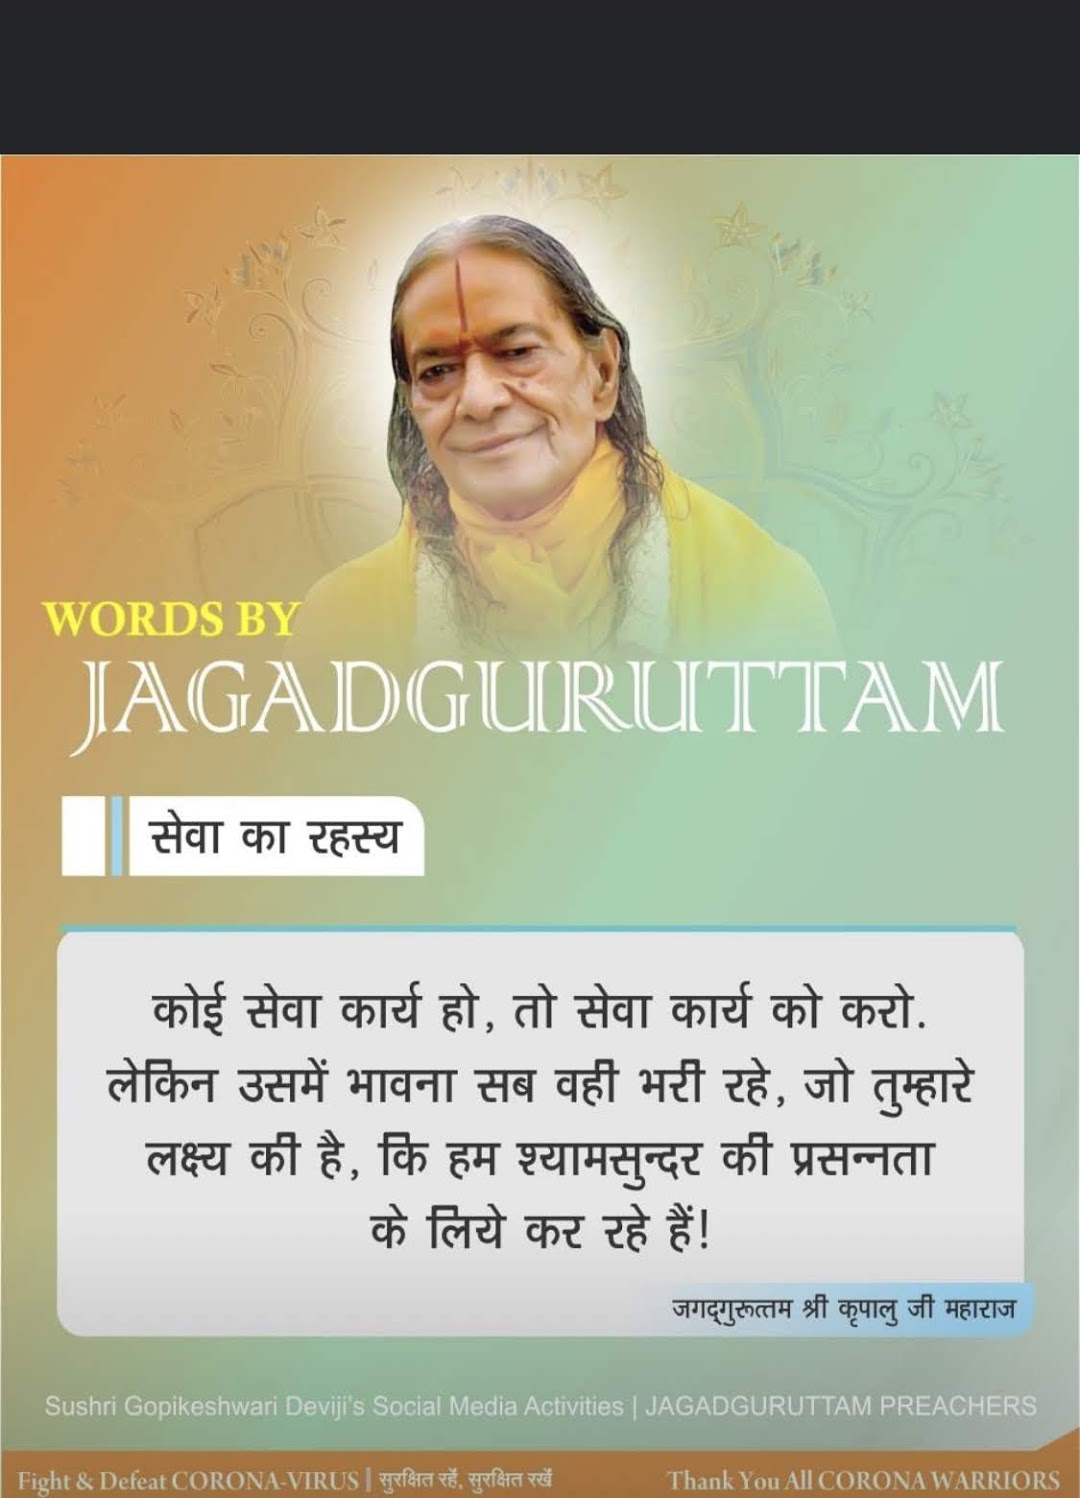 WORDS BY
JAGADGURUTTAM
सेवा का रहस्य
कोई सेवा कार्य हो, तो सेवा कार्य को करो.
लेकिन उसमें भावना सब वही भरी रहे, जो तुम्हारे
लक्ष्य की है, कि हम श्यामसुन्दर की प्रसन्नता
के लिये कर रहे हैं!
जगद्गुरूत्तम श्री कृपालु जी महाराज
Sushri Gopikeshwari Deviji's Social Media Activities | JAGADGURUTTAM PREACHERS
Fight & Defeat CORONA-VIRUS | सुरक्षित रहें, सुरक्षित रखें
Thank You All CORONA WARRIORS